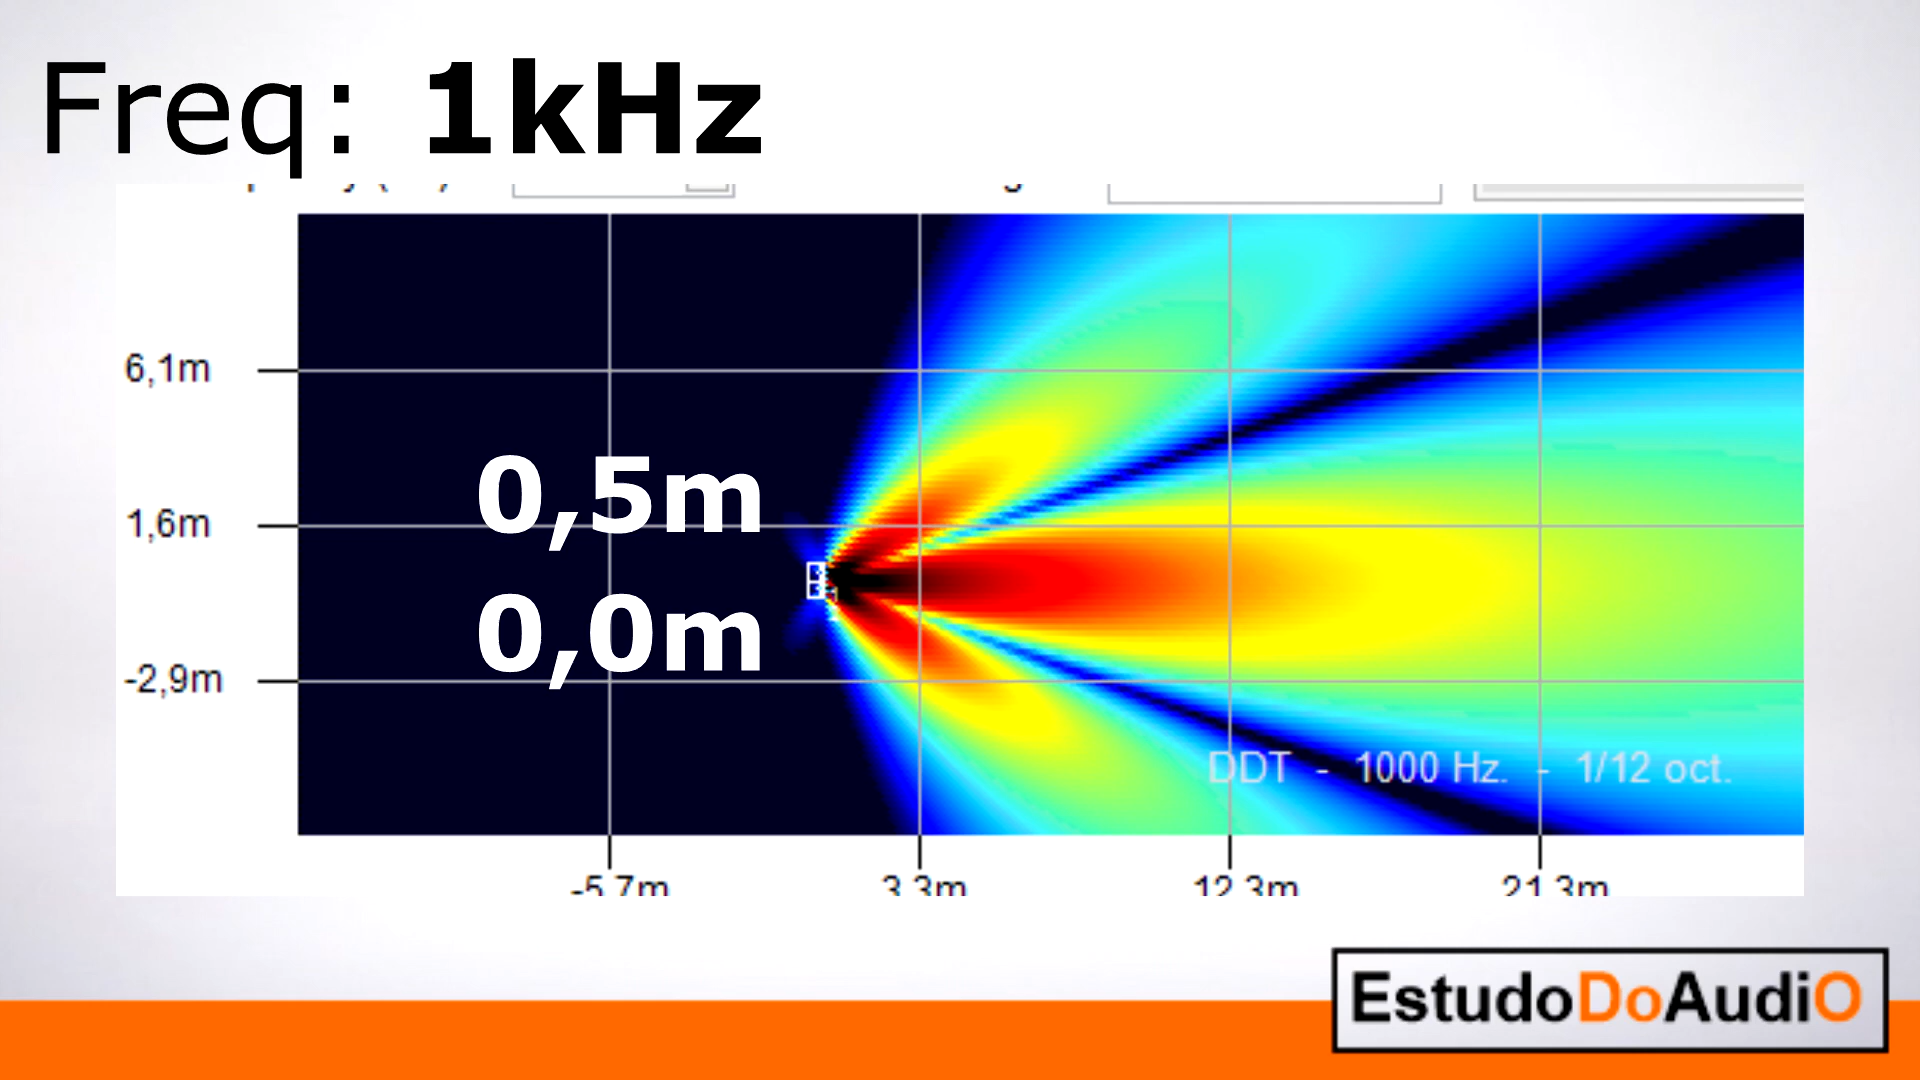 Freq: 1kHz
6,1m
0,5m
1,6m
0,0m
-2,9m
DDT - 1000 Hz. - 1/12 oct.
-5,7m 3,3m 12,3m 21,3m
EstudoDoAudiO